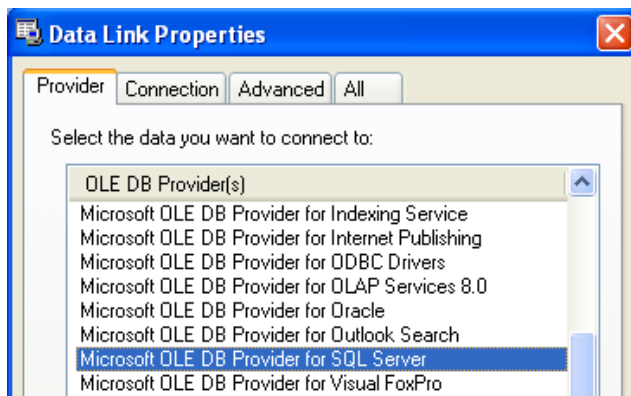 Data Link Properties
Provider Connection Advanced All
Select the data you want to connect to:
OLE DB Provider(s)
Microsoft OLE DB Provider for Indexing Service
Microsoft OLE DB Provider for Internet Publishing
Microsoft OLE DB Provider for ODBC Drivers
Microsoft OLE DB Provider for OLAP Services 8.0
Microsoft OLE DB Provider for Oracle
Microsoft OLE DB Provider for Outlook Search
Microsoft OLE DB Provider for SQL Server
Microsoft OLE DB Provider for Visual FoxPro